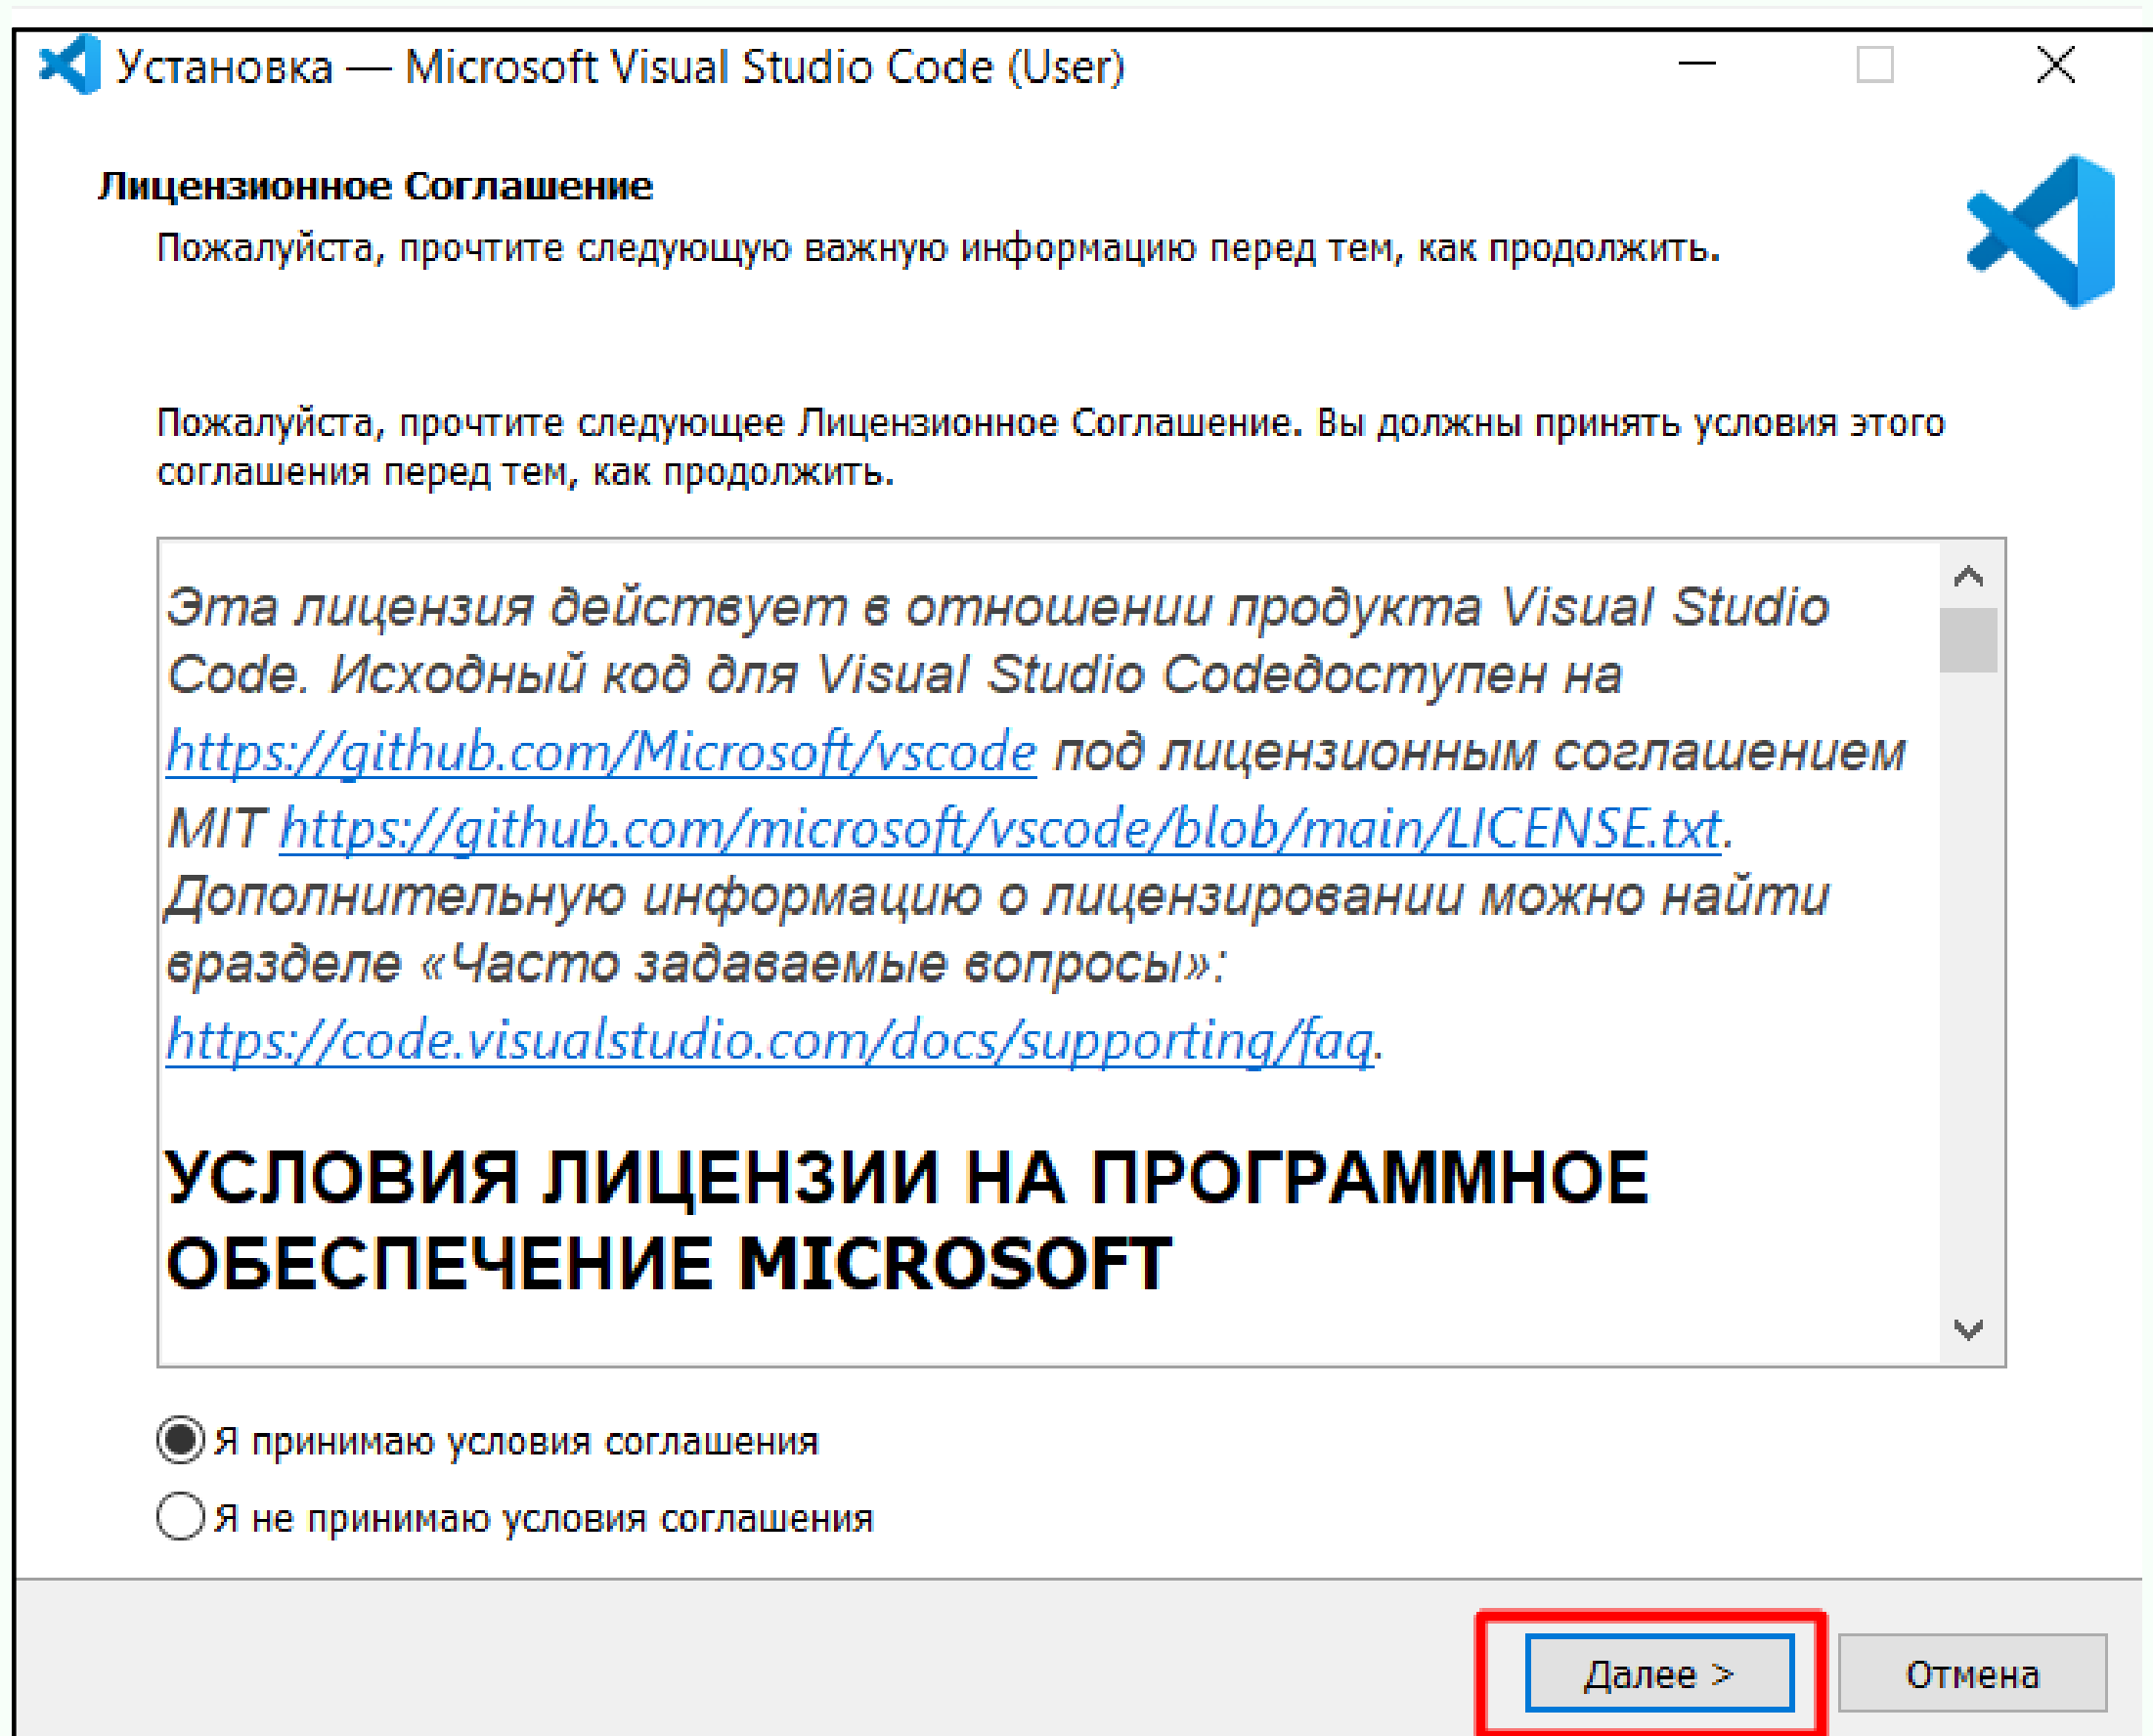 Установка — Microsoft Visual Studio Code (User)
Лицензионное Соглашение
Пожалуйста, прочтите следующую важную информацию перед тем, как продолжить.
Пожалуйста, прочтите следующее Лицензионное Соглашение. Вы должны принять условия этого
соглашения перед тем, как продолжить.
Эта лицензия действует в отношении продукта Visual Studio
Code. Исходный код для Visual Studio Codeдоступен на
https://github.com/Microsoft/vscode под лицензионным соглашением
MIT https://github.com/microsoft/vscode/blob/main/LICENSE.txt.
Дополнительную информацию о лицензировании можно найти
вразделе «Часто задаваемые вопросы»:
https://code.visualstudio.com/docs/supporting/faq.
УСЛОВИЯ ЛИЦЕНЗИИ НА ПРОГРАММНОЕ
ОБЕСПЕЧЕНИЕ MICROSOFT
Я принимаю условия соглашения
Я не принимаю условия соглашения
Далее >
Отмена